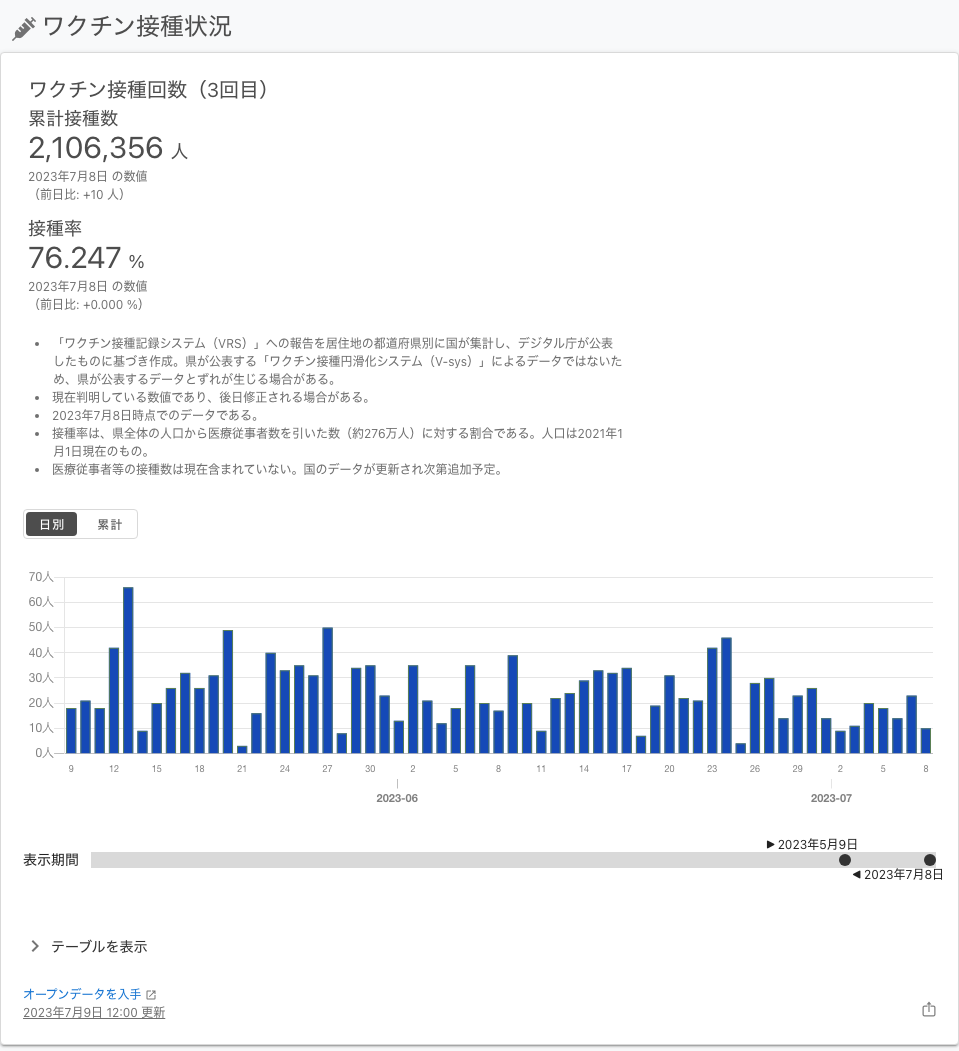 ワクチン接種状況
ワクチン接種回数（3回目）
累計接種数
2,106,356 人
2023年7月8日 の数値
（前日比: +10 人）
接種率
76.247 %
2023年7月8日 の数値
（前日比: +0.000 %）
• 「ワクチン接種記録システム（VRS）」への報告を居住地の都道府県別に国が集計し、デジタル庁が公表
したものに基づき作成。県が公表する「ワクチン接種円滑化システム（V-sys）」によるデータではないた
め、県が公表するデータとずれが生じる場合がある。
• 現在判明している数値であり、後日修正される場合がある。
• 2023年7月8日時点でのデータである。
• 接種率は、県全体の人口から医療従事者数を引いた数（約276万人）に対する割合である。人口は2021年1
月1日現在のもの。
• 医療従事者等の接種数は現在含まれていない。国のデータが更新され次第追加予定。
日別 累計
70人
60人
50人
40人
30人
20人
10人
0人
9 12 15 18 21 24 27 30 2 5 8 11 14 17 20 23 26 29 2 5 8
2023-06 2023-07
▶ 2023年5月9日
表示期間
◀ 2023年7月8日
テーブルを表示
オープンデータを入手
2023年7月9日 12:00 更新